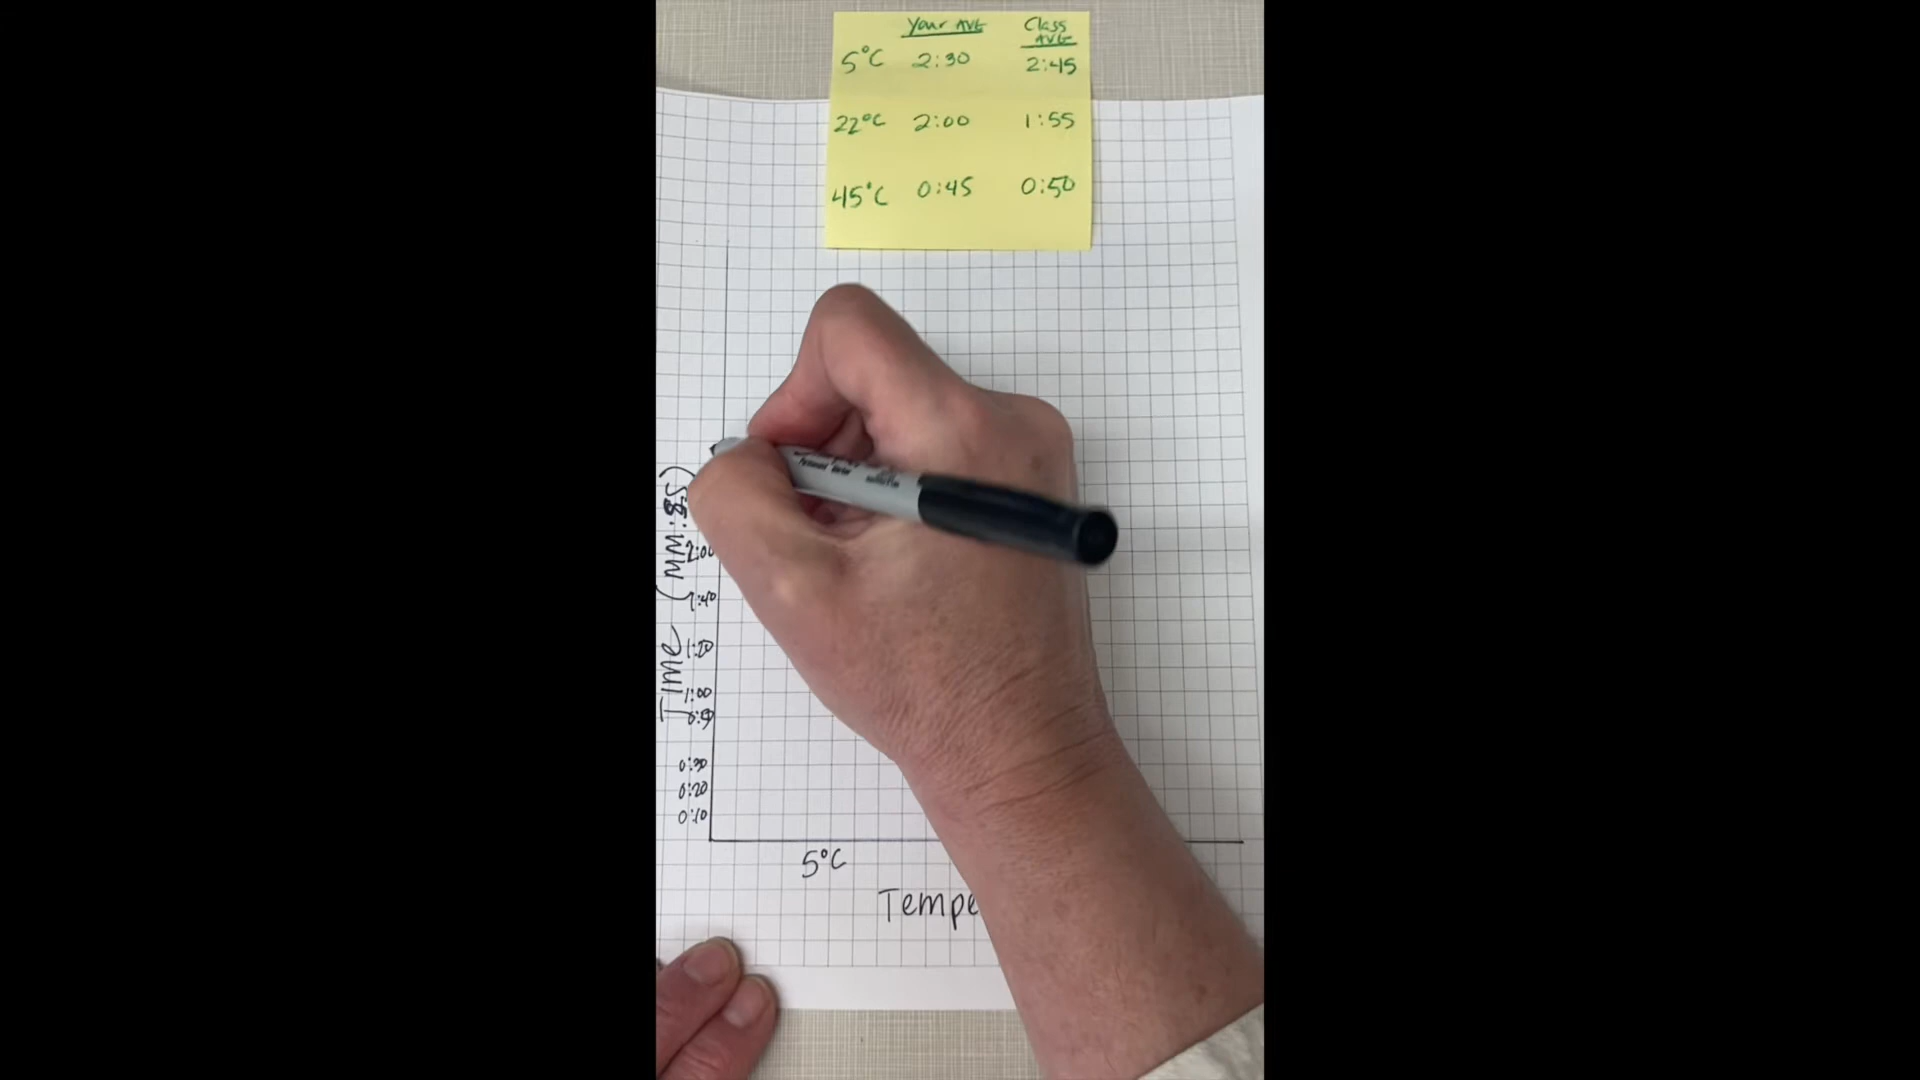 Your AVG Class AVG
5°C 2:30 2:45
22°C 2:00 1:55
45°C 0:45 0:50
Time (MM:SS)
2:00
1:40
1:20
1:00
0:30
0:20
0:10
5°C